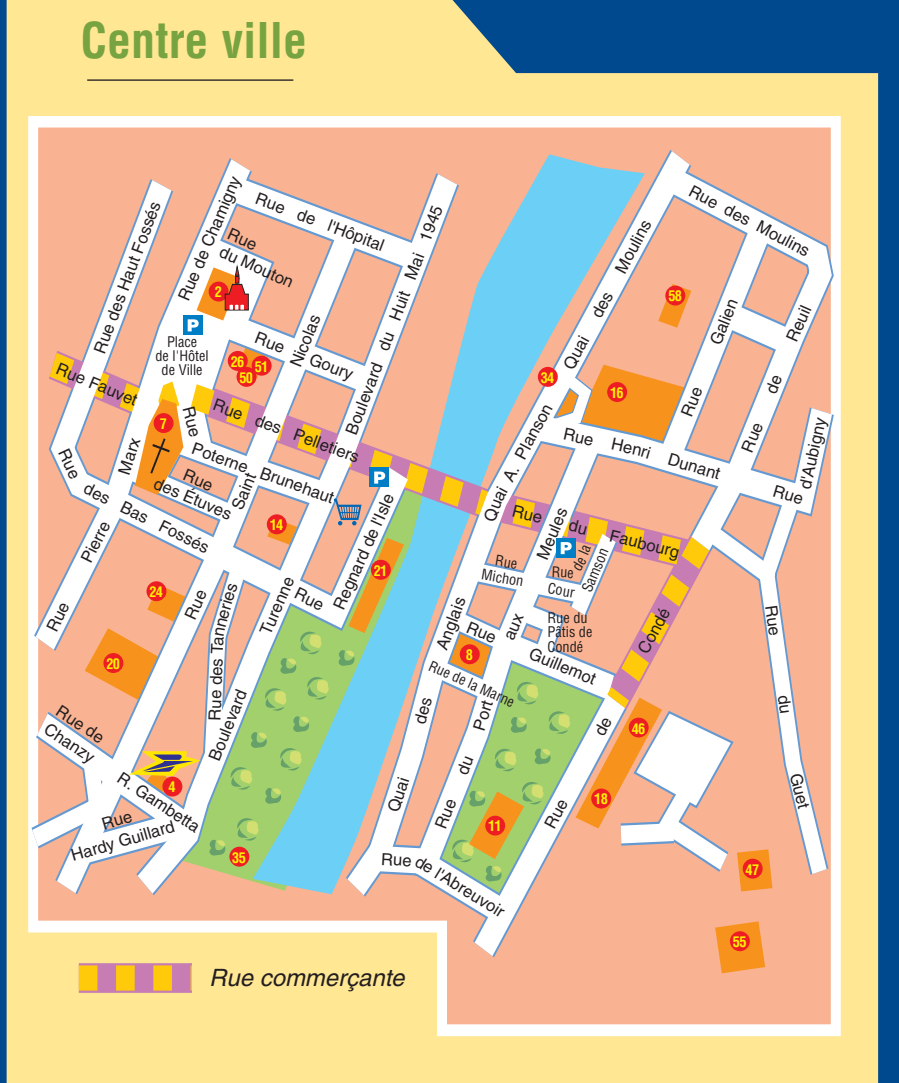 Centre ville
Rue des Haut Fossés
Rue de Chamigny
Rue de l'Hôpital
Rue
du Mouton
2
P
Place
de l'Hôtel
de Ville
Rue Goury
26
51
50
Nicolas
Boulevard du Huit Mai 1945
Rue Fauvet
7
Rue des Pelletiers
Rue
Poterne
Brunehaut
Marx
Rue
des Étuves
Saint
P
Rue des Bas Fossés
14
Regnard de l'Isle
21
Rue
Pierre
Rue
24
Rue
20
Rue des Tanneries
Turenne
Boulevard
Rue de
Chanzy
4
R. Gambetta
Rue
Hardy Guillard
35
Quai des Moulins
Rue des Moulins
58
Galien
Rue
Reuil
de
Rue
34
16
Quai A. Planson
Rue Henri Dunant
Rue d'Aubigny
Rue du Faubourg
Meules
P
Rue
Michon
Rue
de la
Samson
Cour
aux
Rue du
Pâtis de
Condé
Condé
Anglais
Rue
Guillemot
8
Rue de la Marne
des
Quai
Port
du
Rue
de
Rue
11
46
18
Rue du Guet
Rue de l'Abreuvoir
47
55
Rue commerçante